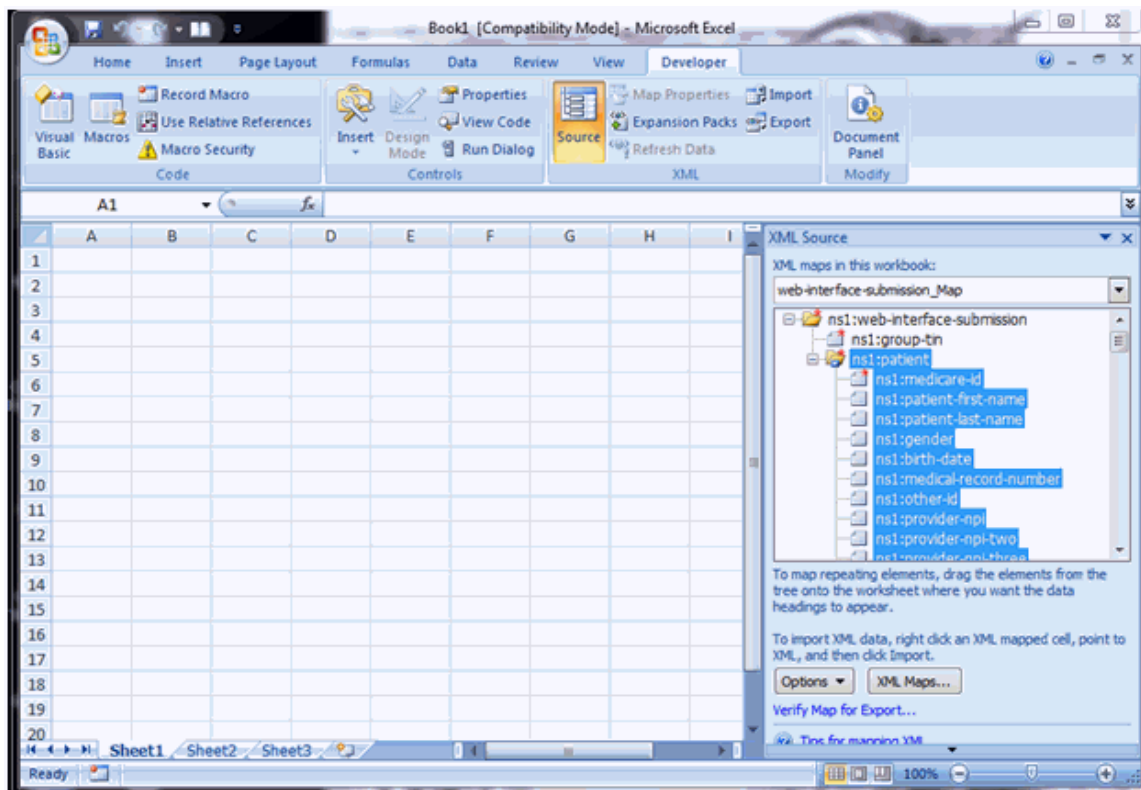 Book1 [Compatibility Mode] - Microsoft Excel
Home Insert Page Layout Formulas Data Review View Developer
Visual Basic
Macros
Record Macro
Use Relative References
Macro Security
Code
Insert
Design Mode
Properties
View Code
Run Dialog
Controls
Source
Map Properties
Expansion Packs
Refresh Data
Import
Export
XML
Document Panel
Modify
A1 fx
A B C D E F G H I
1
2
3
4
5
6
7
8
9
10
11
12
13
14
15
16
17
18
19
20
XML Source
XML maps in this workbook:
web-interface-submission_Map
ns1:web-interface-submission
ns1:group-tin
ns1:patient
ns1:medicare-id
ns1:patient-first-name
ns1:patient-last-name
ns1:gender
ns1:birth-date
ns1:medical-record-number
ns1:other-id
ns1:provider-npi
ns1:provider-npi-two
ns1:provider-npi-three
To map repeating elements, drag the elements from the
tree onto the worksheet where you want the data
headings to appear.
To import XML data, right click an XML mapped cell, point to
XML, and then click Import.
Options XML Maps...
Verify Map for Export...
Tips for mapping XML
Sheet1 Sheet2 Sheet3
Ready 100%